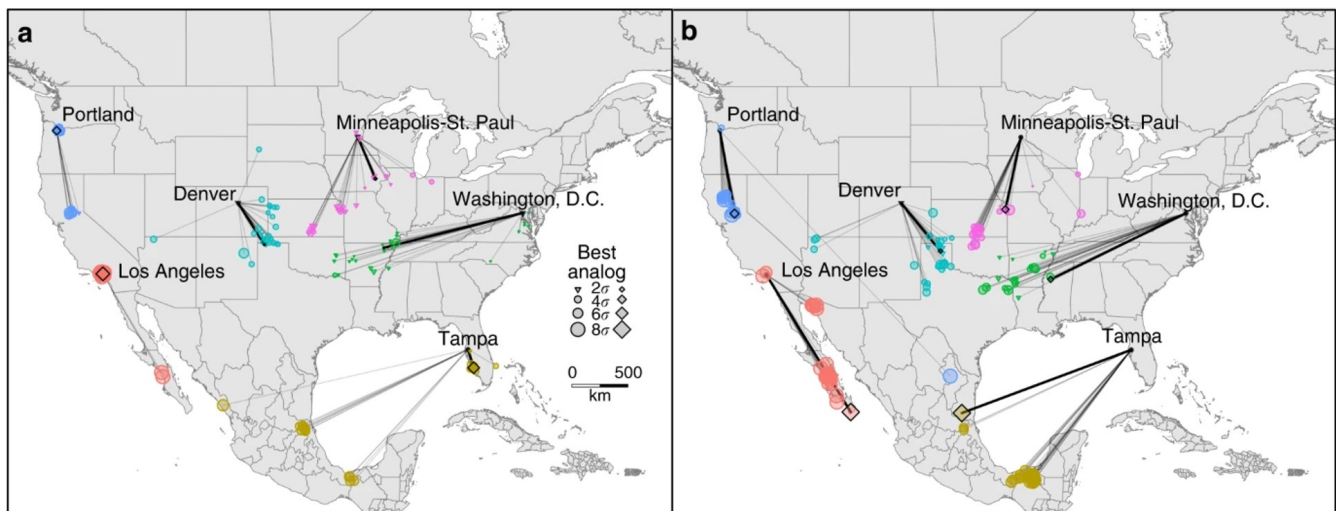 a
Portland
Minneapolis-St. Paul
Denver
Washington, D.C.
Los Angeles
Best
analog
2σ
4σ
6σ
8σ
Tampa
0 500
km
b
Portland
Minneapolis-St. Paul
Denver
Washington, D.C.
Los Angeles
Tampa